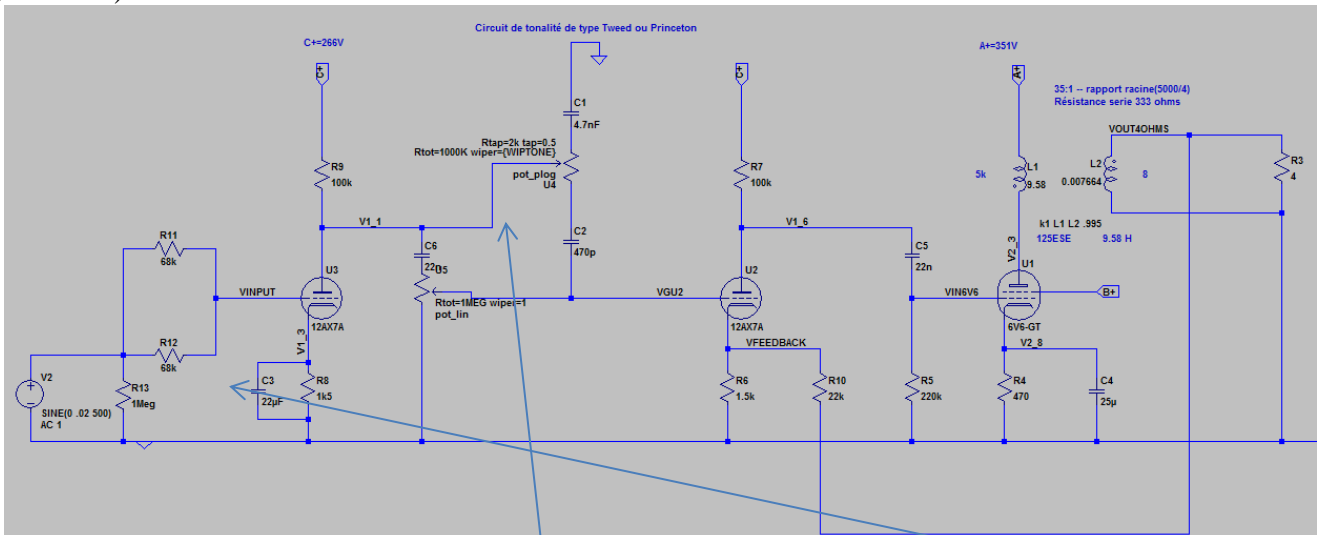 Circuit de tonalité de type Tweed ou Princeton
C+=266V
A+=351V
C+
C+
A+
35:1 -- rapport racine(5000/4)
Résistance serie 333 ohms
C1
4.7nF
VOUT4OHMS
Rtap=2k tap=0.5
Rtot=1000K wiper={WIPTONE}
pot_plog
U4
R9
100k
R7
100k
5k
L1
9.58
L2
0.007664
8
R3
4
V1_1
V1_6
k1 L1 L2 .995
125ESE
9.58 H
R11
68k
C6
22n
C2
470p
C5
22n
V2_3
U1
VINPUT
U3
U5
Rtot=1MEG wiper=1
pot_lin
VGU2
U2
VIN6V6
B+
12AX7A
12AX7A
6V6-GT
V1_3
VFEEDBACK
V2_8
R12
68k
V2
SINE(0 .02 500)
AC 1
R13
1Meg
C3
22µF
R8
1k5
R6
1.5k
R10
22k
R5
220k
R4
470
C4
25µ